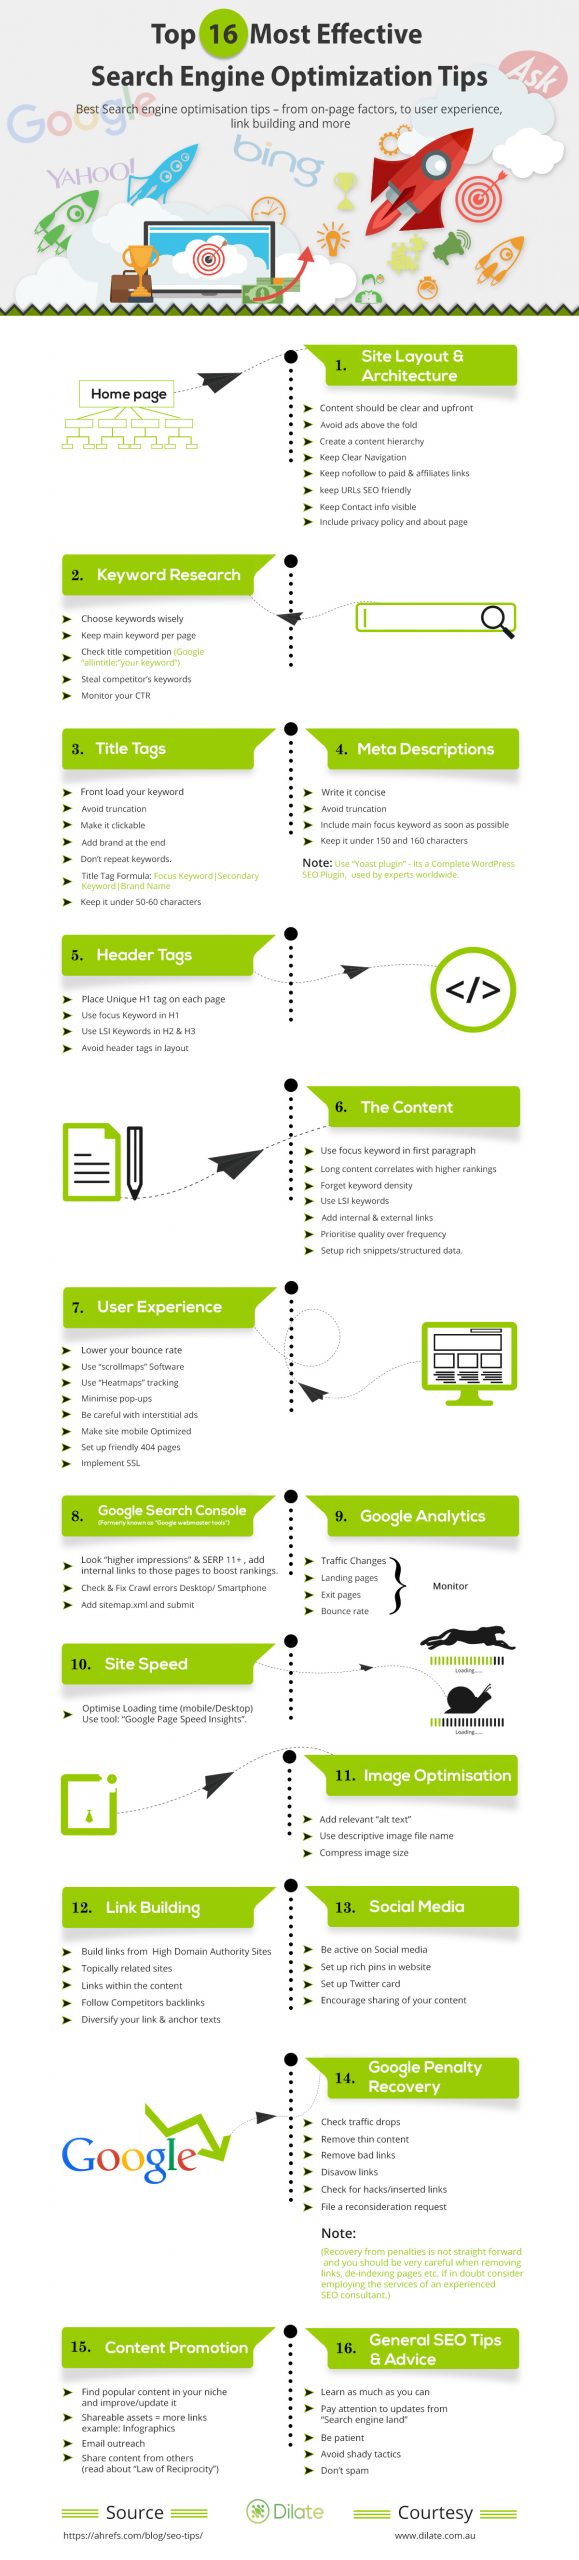 Top 16 Most Effective
Search Engine Optimization Tips
Best Search engine optimisation tips – from on-page factors, to user experience,
link building and more
Google
YAHOO!
bing
Ask
1. Site Layout &
Architecture
Home page
Content should be clear and upfront
Avoid ads above the fold
Create a content hierarchy
Keep Clear Navigation
Keep nofollow to paid & affiliates links
keep URLs SEO friendly
Keep Contact info visible
Include privacy policy and about page
2. Keyword Research
Choose keywords wisely
Keep main keyword per page
Check title competition (Google
"allintitle:"your keyword")
Steal competitor's keywords
Monitor your CTR
3. Title Tags
Front load your keyword
Avoid truncation
Make it clickable
Add brand at the end
Don't repeat keywords.
Title Tag Formula: Focus Keyword|Secondary
Keyword|Brand Name
Keep it under 50-60 characters
4. Meta Descriptions
Write it concise
Avoid truncation
Include main focus keyword as soon as possible
Keep it under 150 and 160 characters
Note: Use "Yoast plugin" - its a Complete WordPress
SEO Plugin, used by experts worldwide.
5. Header Tags
Place Unique H1 tag on each page
Use focus Keyword in H1
Use LSI Keywords in H2 & H3
Avoid header tags in layout
</>
6. The Content
Use focus keyword in first paragraph
Long content correlates with higher rankings
Forget keyword density
Use LSI keywords
Add internal & external links
Prioritise quality over frequency
Setup rich snippets/structured data.
7. User Experience
Lower your bounce rate
Use "scrollmaps" Software
Use "Heatmaps" tracking
Minimise pop-ups
Be careful with interstitial ads
Make site mobile Optimized
Set up friendly 404 pages
Implement SSL
8. Google Search Console
(Formerly known as "Google webmaster tools")
Look "higher impressions" & SERP 11+ , add
internal links to those pages to boost rankings.
Check & Fix Crawl errors Desktop/ Smartphone
Add sitemap.xml and submit
9. Google Analytics
Traffic Changes
Landing pages
Exit pages
Bounce rate
Monitor
10. Site Speed
Optimise Loading time (mobile/Desktop)
Use tool: "Google Page Speed Insights".
Loading......
Loading......
11. Image Optimisation
Add relevant "alt text"
Use descriptive image file name
Compress image size
12. Link Building
Build links from High Domain Authority Sites
Topically related sites
Links within the content
Follow Competitors backlinks
Diversify your link & anchor texts
13. Social Media
Be active on Social media
Set up rich pins in website
Set up Twitter card
Encourage sharing of your content
14. Google Penalty
Recovery
Google
Check traffic drops
Remove thin content
Remove bad links
Disavow links
Check for hacks/inserted links
File a reconsideration request
Note:
(Recovery from penalties is not straight forward
and you should be very careful when removing
links, de-indexing pages etc. If in doubt consider
employing the services of an experienced
SEO consultant.)
15. Content Promotion
Find popular content in your niche
and improve/update it
Shareable assets = more links
example: Infographics
Email outreach
Share content from others
(read about "Law of Reciprocity")
16. General SEO Tips
& Advice
Learn as much as you can
Pay attention to updates from
"Search engine land"
Be patient
Avoid shady tactics
Don't spam
Source
https://ahrefs.com/blog/seo-tips/
Dilate
Courtesy
www.dilate.com.au